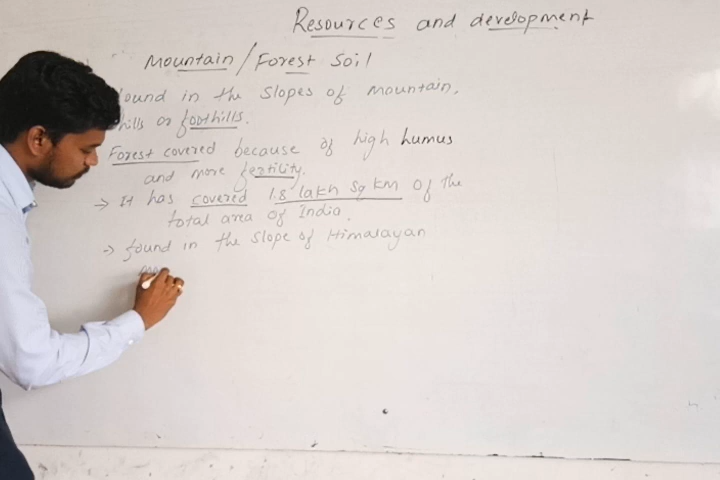 Resources and development
Mountain/Forest Soil
found in the slopes of mountain,
hills or foothills.
Forest covered because of high humus
and more fertility.
→ It has covered 1.8 lakh sq km of the
total area of India.
→ found in the slope of Himalayan